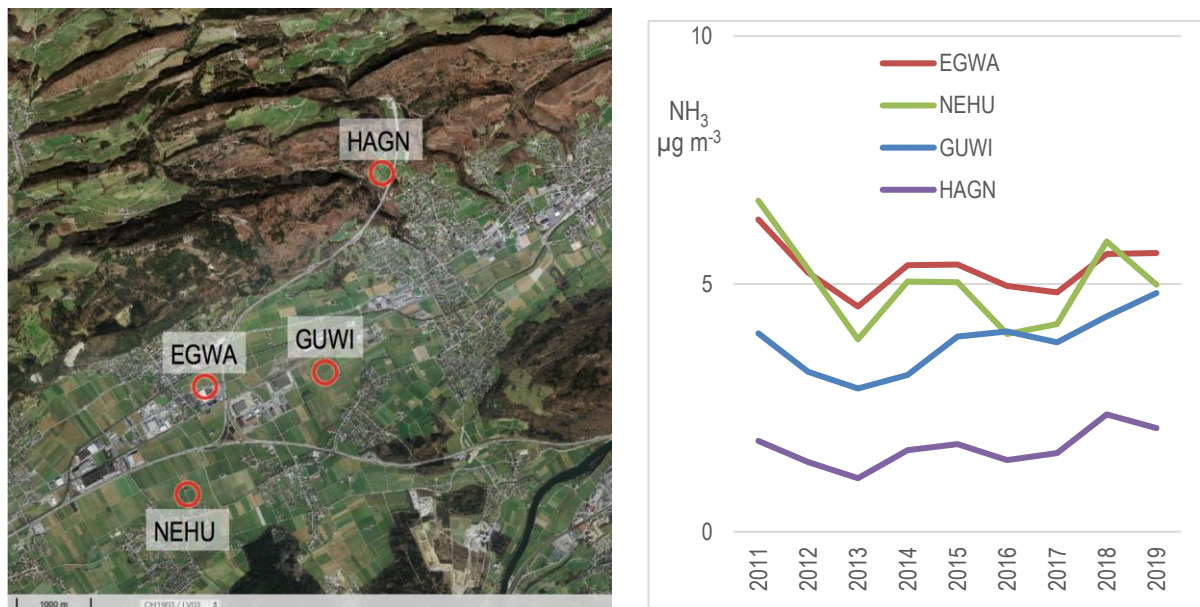 HAGN
GUWI
EGWA
NEHU
1000 m
CH1903 / LV03
10
NH3
µg m-3
EGWA
NEHU
GUWI
HAGN
5
0
2011
2012
2013
2014
2015
2016
2017
2018
2019